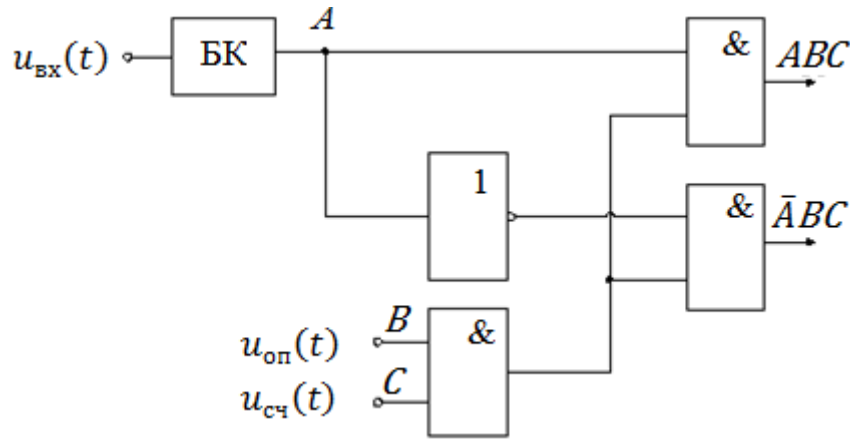 A
u_вх(t) БК & ABC
1 & ĀBC
B
u_оп(t) &
C
u_сч(t)